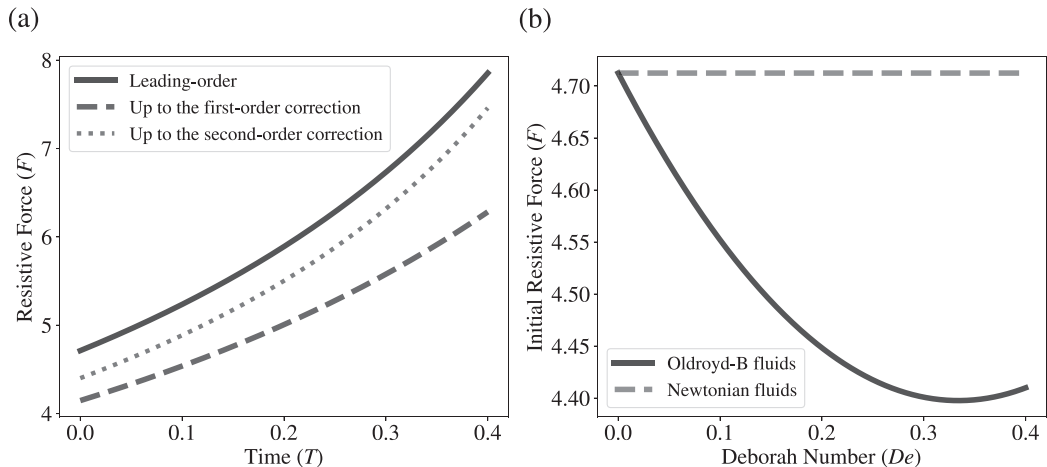 (a)
8
7
6
5
4
Resistive Force (F)
Leading-order
Up to the first-order correction
Up to the second-order correction
0.0 0.1 0.2 0.3 0.4
Time (T)
(b)
4.70
4.65
4.60
4.55
4.50
4.45
4.40
Initial Resistive Force (F)
Oldroyd-B fluids
Newtonian fluids
0.0 0.1 0.2 0.3 0.4
Deborah Number (De)